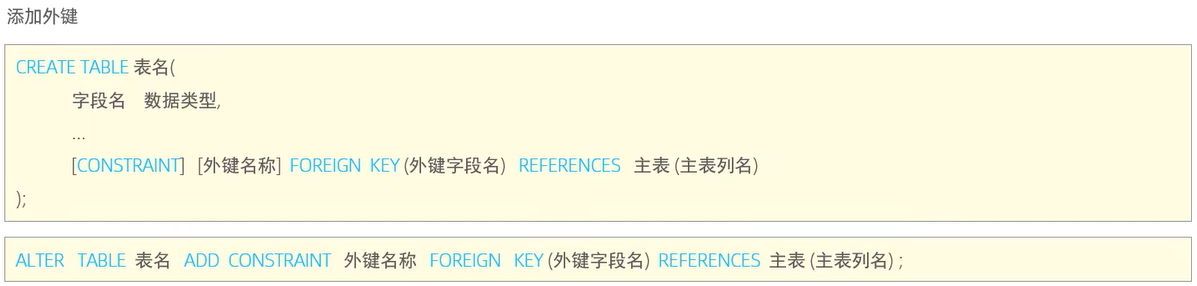 添加外键
CREATE TABLE 表名(
字段名 数据类型,
...
[CONSTRAINT] [外键名称] FOREIGN KEY (外键字段名) REFERENCES 主表 (主表列名)
);
ALTER TABLE 表名 ADD CONSTRAINT 外键名称 FOREIGN KEY (外键字段名) REFERENCES 主表 (主表列名) ;